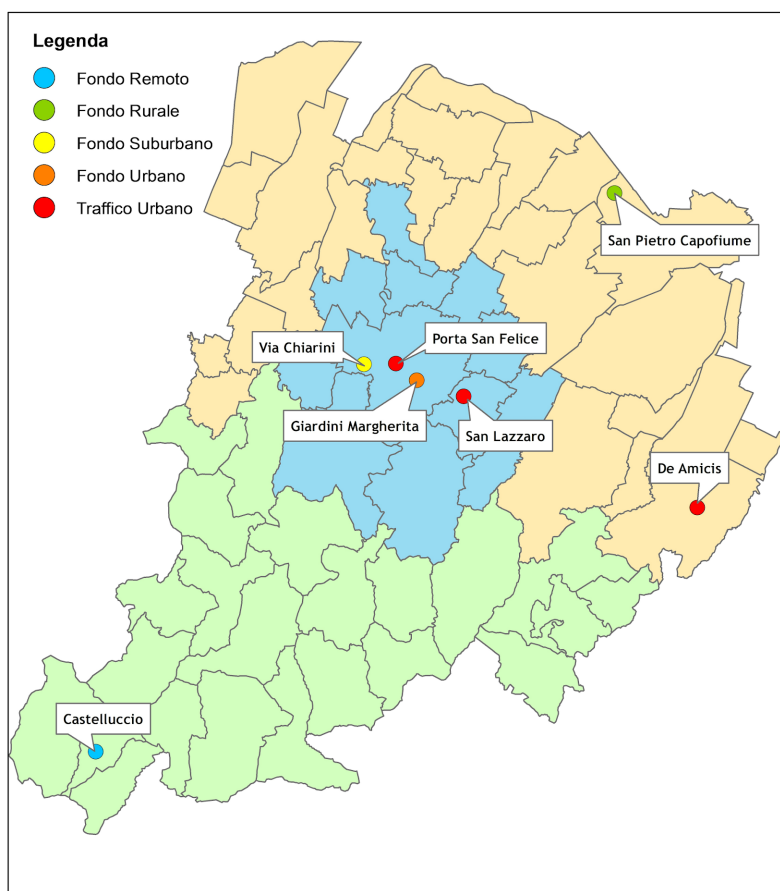 Legenda
Fondo Remoto
Fondo Rurale
Fondo Suburbano
Fondo Urbano
Traffico Urbano
San Pietro Capofiume
Porta San Felice
Via Chiarini
Giardini Margherita
San Lazzaro
De Amicis
Castelluccio